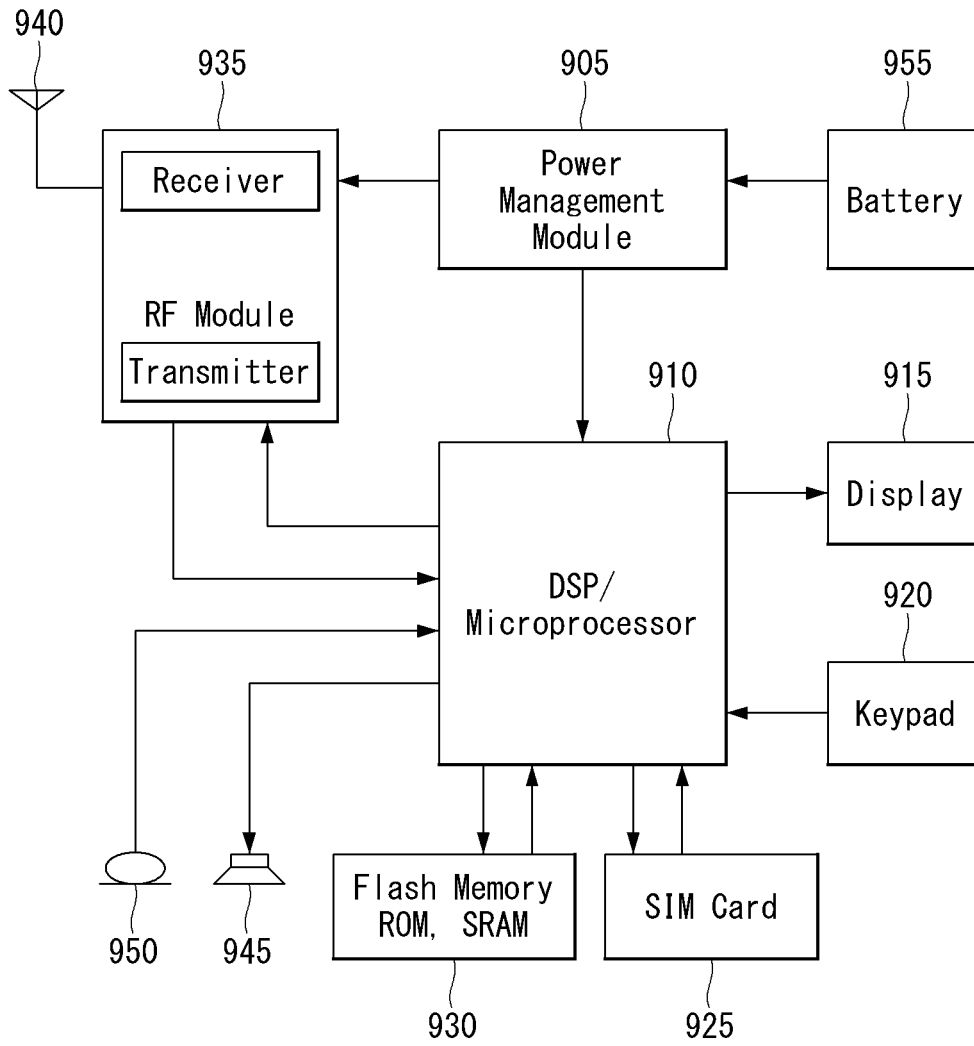 940
935
905
955
Receiver
Power
Management
Module
Battery
RF Module
Transmitter
910
915
Display
DSP/
Microprocessor
920
Keypad
Flash Memory
ROM, SRAM
SIM Card
950
945
930
925